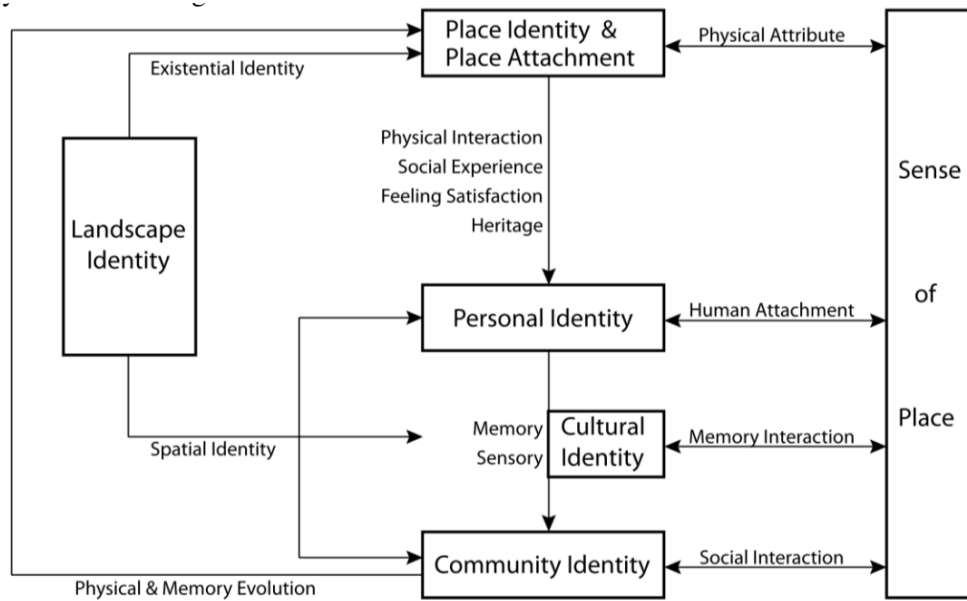 Place Identity &
Place Attachment
Physical Attribute
Existential Identity
Physical Interaction
Social Experience
Feeling Satisfaction
Heritage
Sense
Landscape
Identity
of
Personal Identity
Human Attachment
Place
Memory
Sensory
Cultural
Identity
Memory Interaction
Spatial Identity
Community Identity
Social Interaction
Physical & Memory Evolution